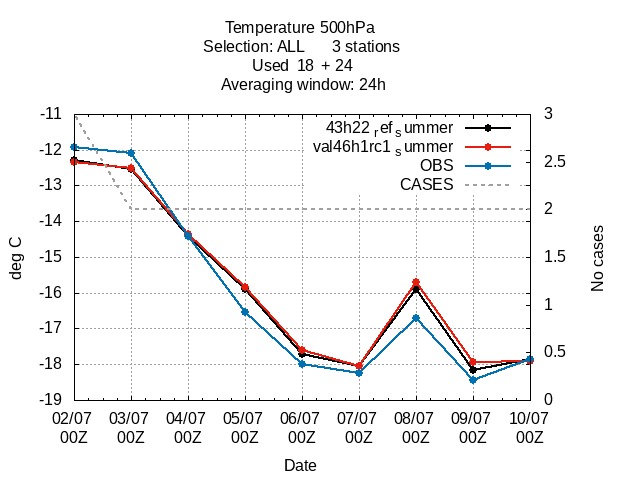 Temperature 500hPa
Selection: ALL 3 stations
Used 18 + 24
Averaging window: 24h
43h22 refs ummer
val46h1rc1 s ummer
OBS
CASES
deg C
-11
-12
-13
-14
-15
-16
-17
-18
-19
3
2.5
2
1.5
1
0.5
0
No cases
02/07 03/07 04/07 05/07 06/07 07/07 08/07 09/07 10/07
00Z 00Z 00Z 00Z 00Z 00Z 00Z 00Z 00Z
Date